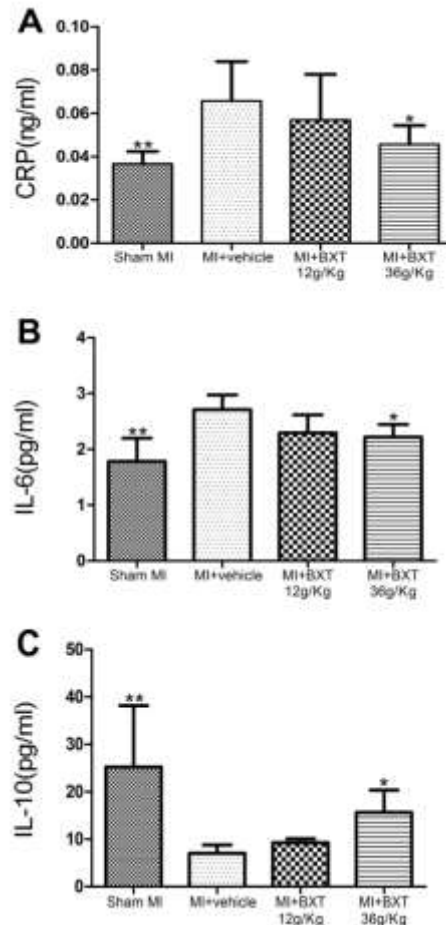 A
CRP(ng/ml)
0.10
0.08
0.06
0.04
0.02
0.00
**
*
Sham MI MI+vehicle MI+BXT 12g/Kg MI+BXT 36g/Kg
B
IL-6(pg/ml)
4
3
2
1
0
**
*
Sham MI MI+vehicle MI+BXT 12g/Kg MI+BXT 36g/Kg
C
IL-10(pg/ml)
50
40
30
20
10
0
**
*
Sham MI MI+vehicle MI+BXT 12g/Kg MI+BXT 36g/Kg